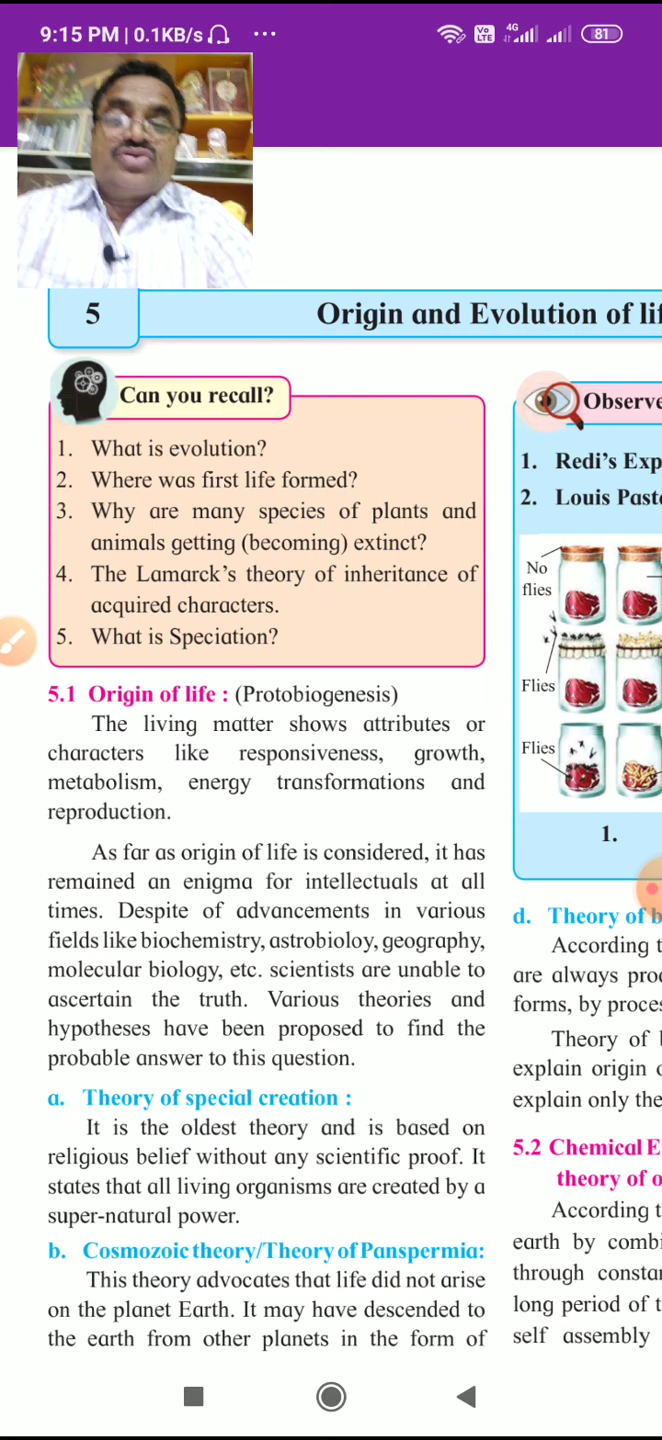 9:15 PM | 0.1KB/s
Vo
LTE
4G
81
5
Origin and Evolution of
Can you recall?
1. What is evolution?
2. Where was first life formed?
3. Why are many species of plants and
animals getting (becoming) extinct?
4. The Lamarck's theory of inheritance of
acquired characters.
5. What is Speciation?
5.1 Origin of life : (Protobiogenesis)
The living matter shows attributes or
characters like responsiveness, growth,
metabolism, energy transformations and
reproduction.
As far as origin of life is considered, it has
remained an enigma for intellectuals at all
times. Despite of advancements in various
fields like biochemistry, astrobioloy, geography,
molecular biology, etc. scientists are unable to
ascertain the truth. Various theories and
hypotheses have been proposed to find the
probable answer to this question.
a. Theory of special creation :
It is the oldest theory and is based on
religious belief without any scientific proof. It
states that all living organisms are created by a
super-natural power.
b. Cosmozoic theory/Theory of Panspermia:
This theory advocates that life did not arise
on the planet Earth. It may have descended to
the earth from other planets in the form of
Observe
1. Redi's Exp
2. Louis Past
No
flies
Flies
Flies
1.
d. Theory of b
According t
are always pro
forms, by proces
Theory of
explain origin
explain only the
5.2 Chemical E
theory of o
According t
earth by combi
through constan
long period of t
self assembly